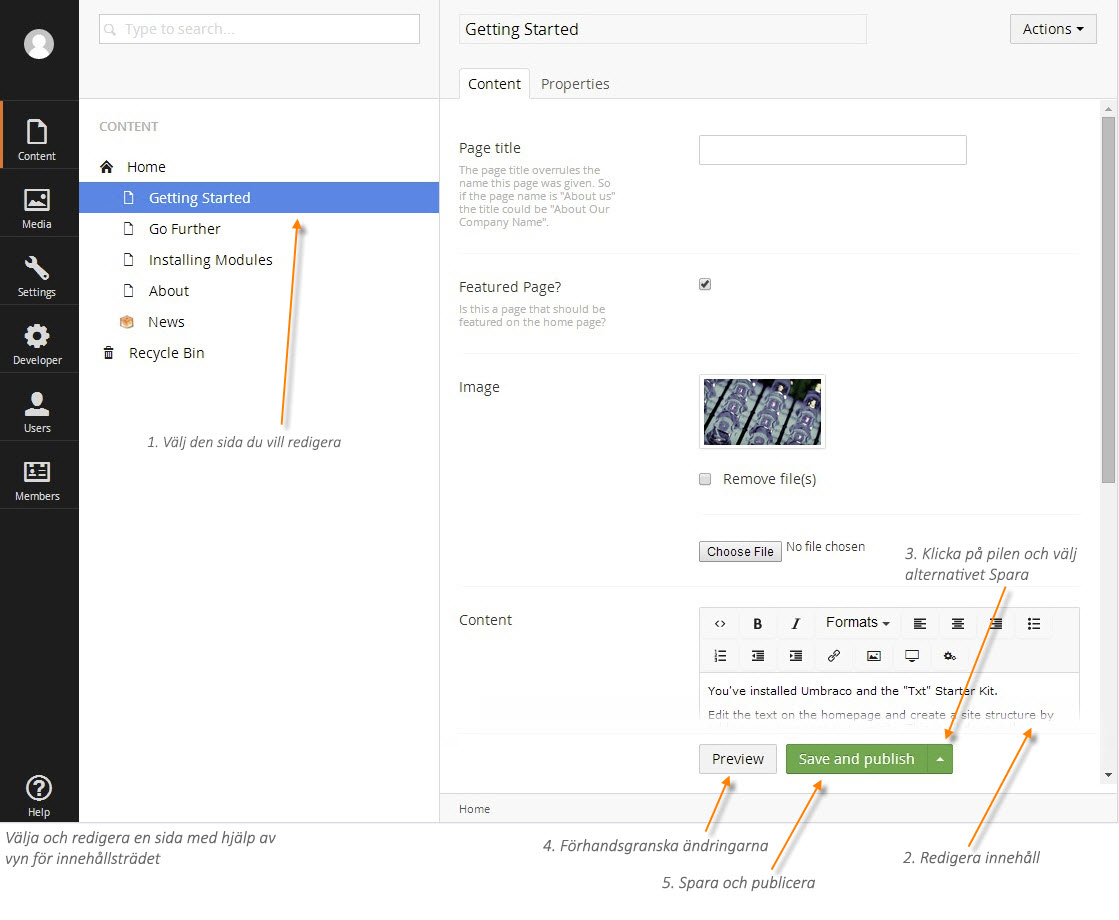 Type to search...
Getting Started
Actions
Content
Properties
Content
Media
Settings
Developer
Users
Members
Help
CONTENT
Home
Getting Started
Go Further
Installing Modules
About
News
Recycle Bin
1. Välj den sida du vill redigera
Page title
The page title overrules the
name this page was given. So
if the page name is "About us"
the title could be "About Our
Company Name".
Featured Page?
Is this a page that should be
featured on the home page?
Image
Remove file(s)
Choose File No file chosen
3. Klicka på pilen och välj
alternativet Spara
Content
Formats
You've installed Umbraco and the "Txt" Starter Kit.
Edit the text on the homepage and create a site structure by
Preview
Save and publish
Home
Välja och redigera en sida med hjälp av
vyn för innehållsträdet
4. Förhandsgranska ändringarna
2. Redigera innehåll
5. Spara och publicera